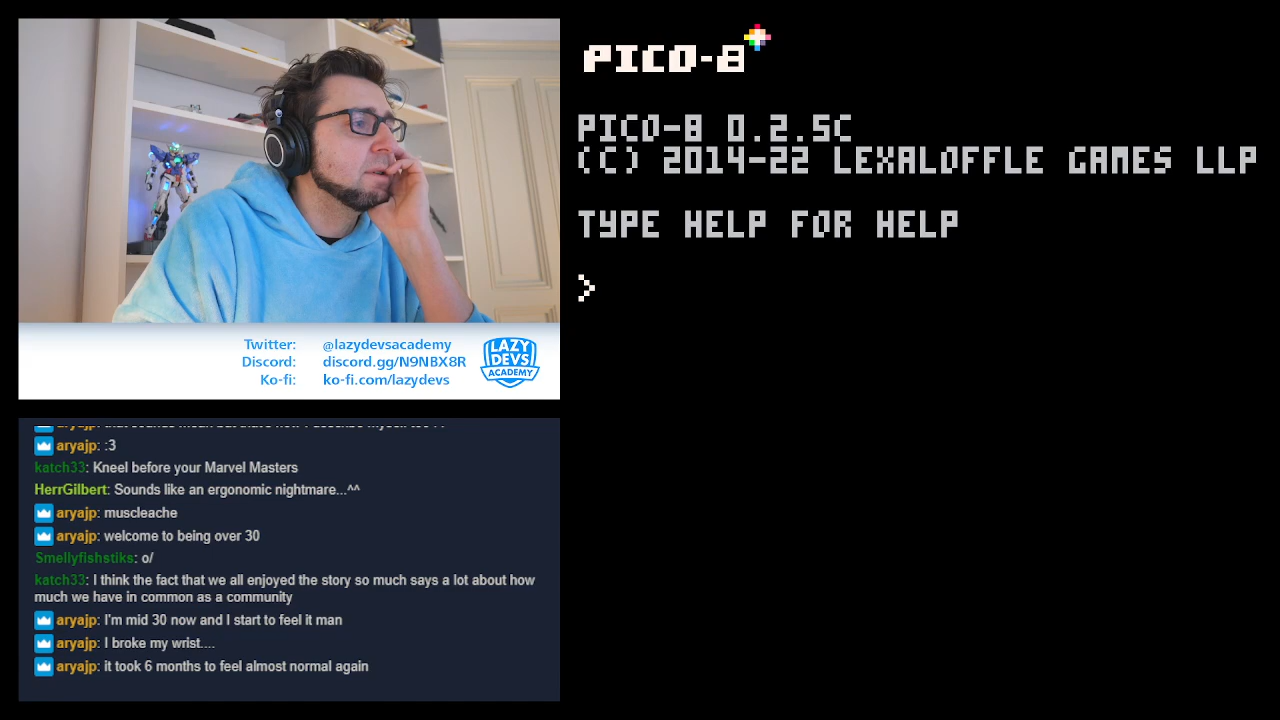 PICO-8
PICO-8 0.2.5C
(C) 2014-22 LEXALOFFLE GAMES LLP
TYPE HELP FOR HELP
>
Twitter: @lazydevsacademy
Discord: discord.gg/N9NBX8R
Ko-fi: ko-fi.com/lazydevs
LAZY
DEVS
ACADEMY
aryajp: :3
katch33: Kneel before your Marvel Masters
HerrGilbert: Sounds like an ergonomic nightmare...^^
aryajp: muscleache
aryajp: welcome to being over 30
Smellyfishstiks: o/
katch33: I think the fact that we all enjoyed the story so much says a lot about how
much we have in common as a community
aryajp: I'm mid 30 now and I start to feel it man
aryajp: I broke my wrist....
aryajp: it took 6 months to feel almost normal again